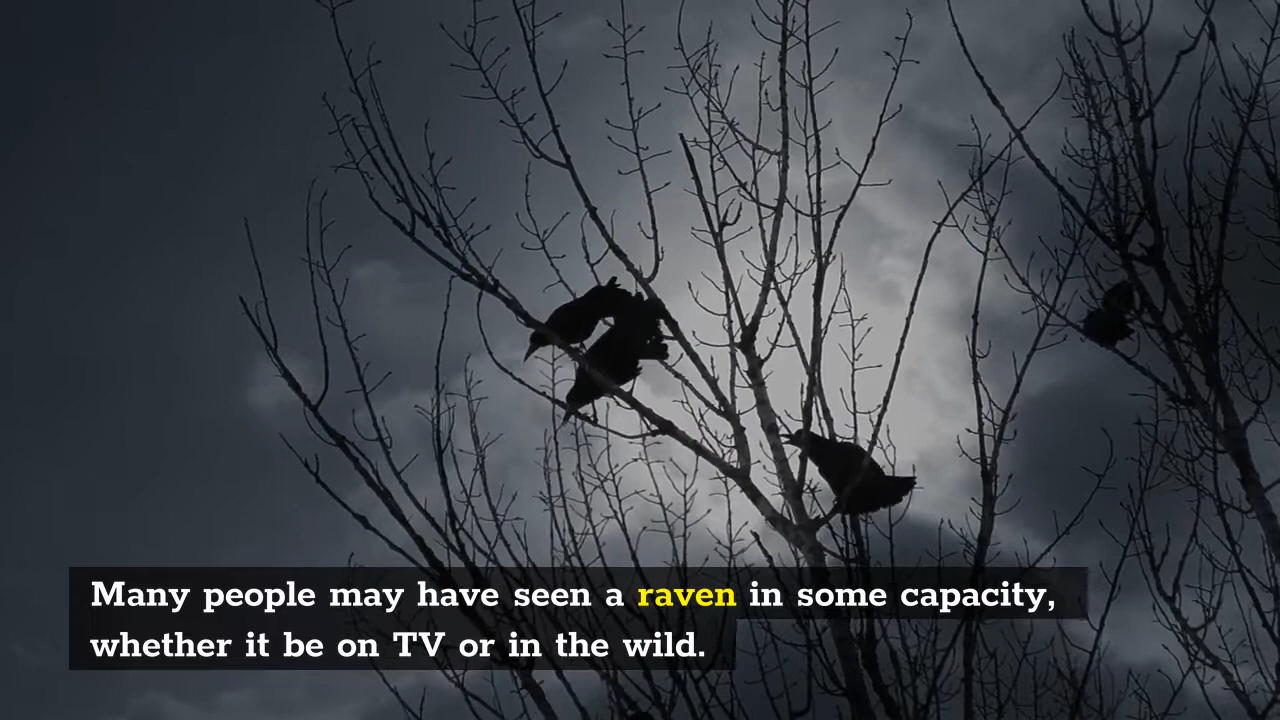 Many people may have seen a raven in some capacity,
whether it be on TV or in the wild.